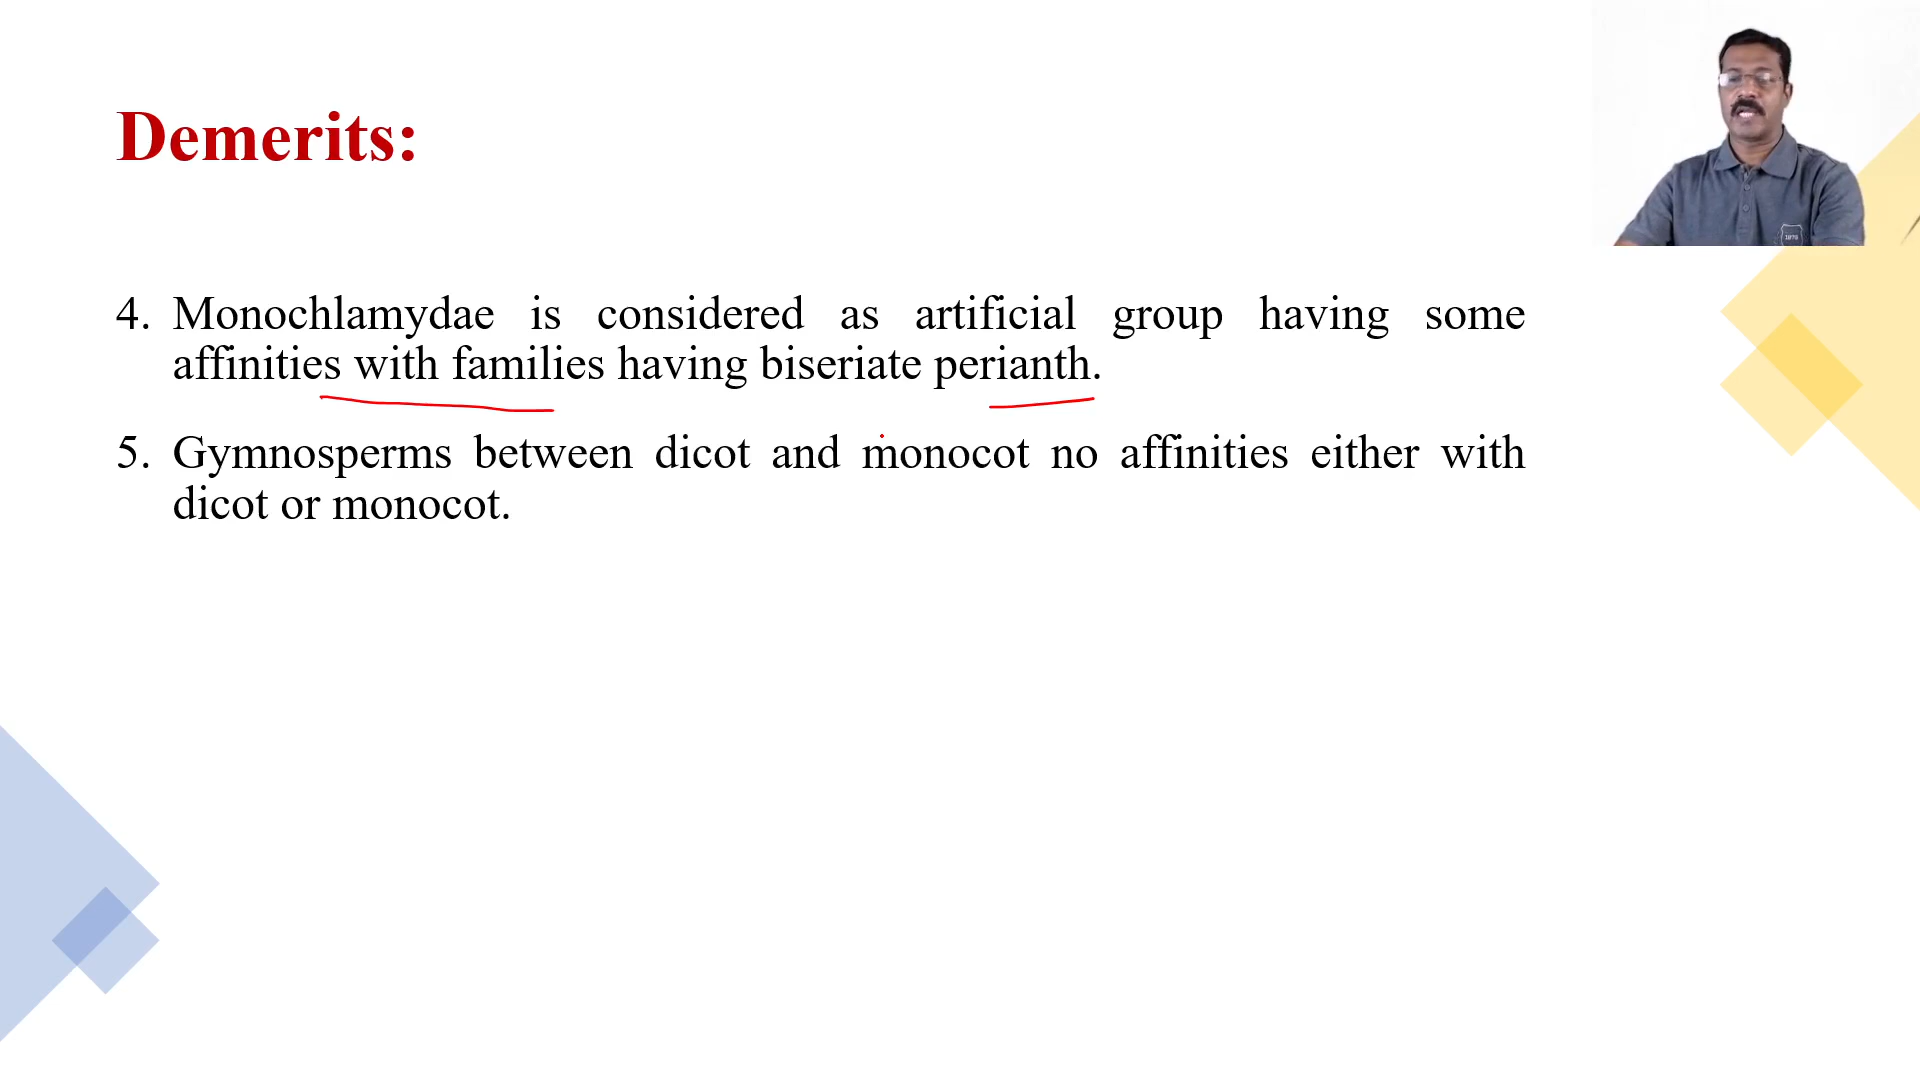 Demerits:
4. Monochlamydae is considered as artificial group having some
affinities with families having biseriate perianth.
5. Gymnosperms between dicot and monocot no affinities either with
dicot or monocot.
1876